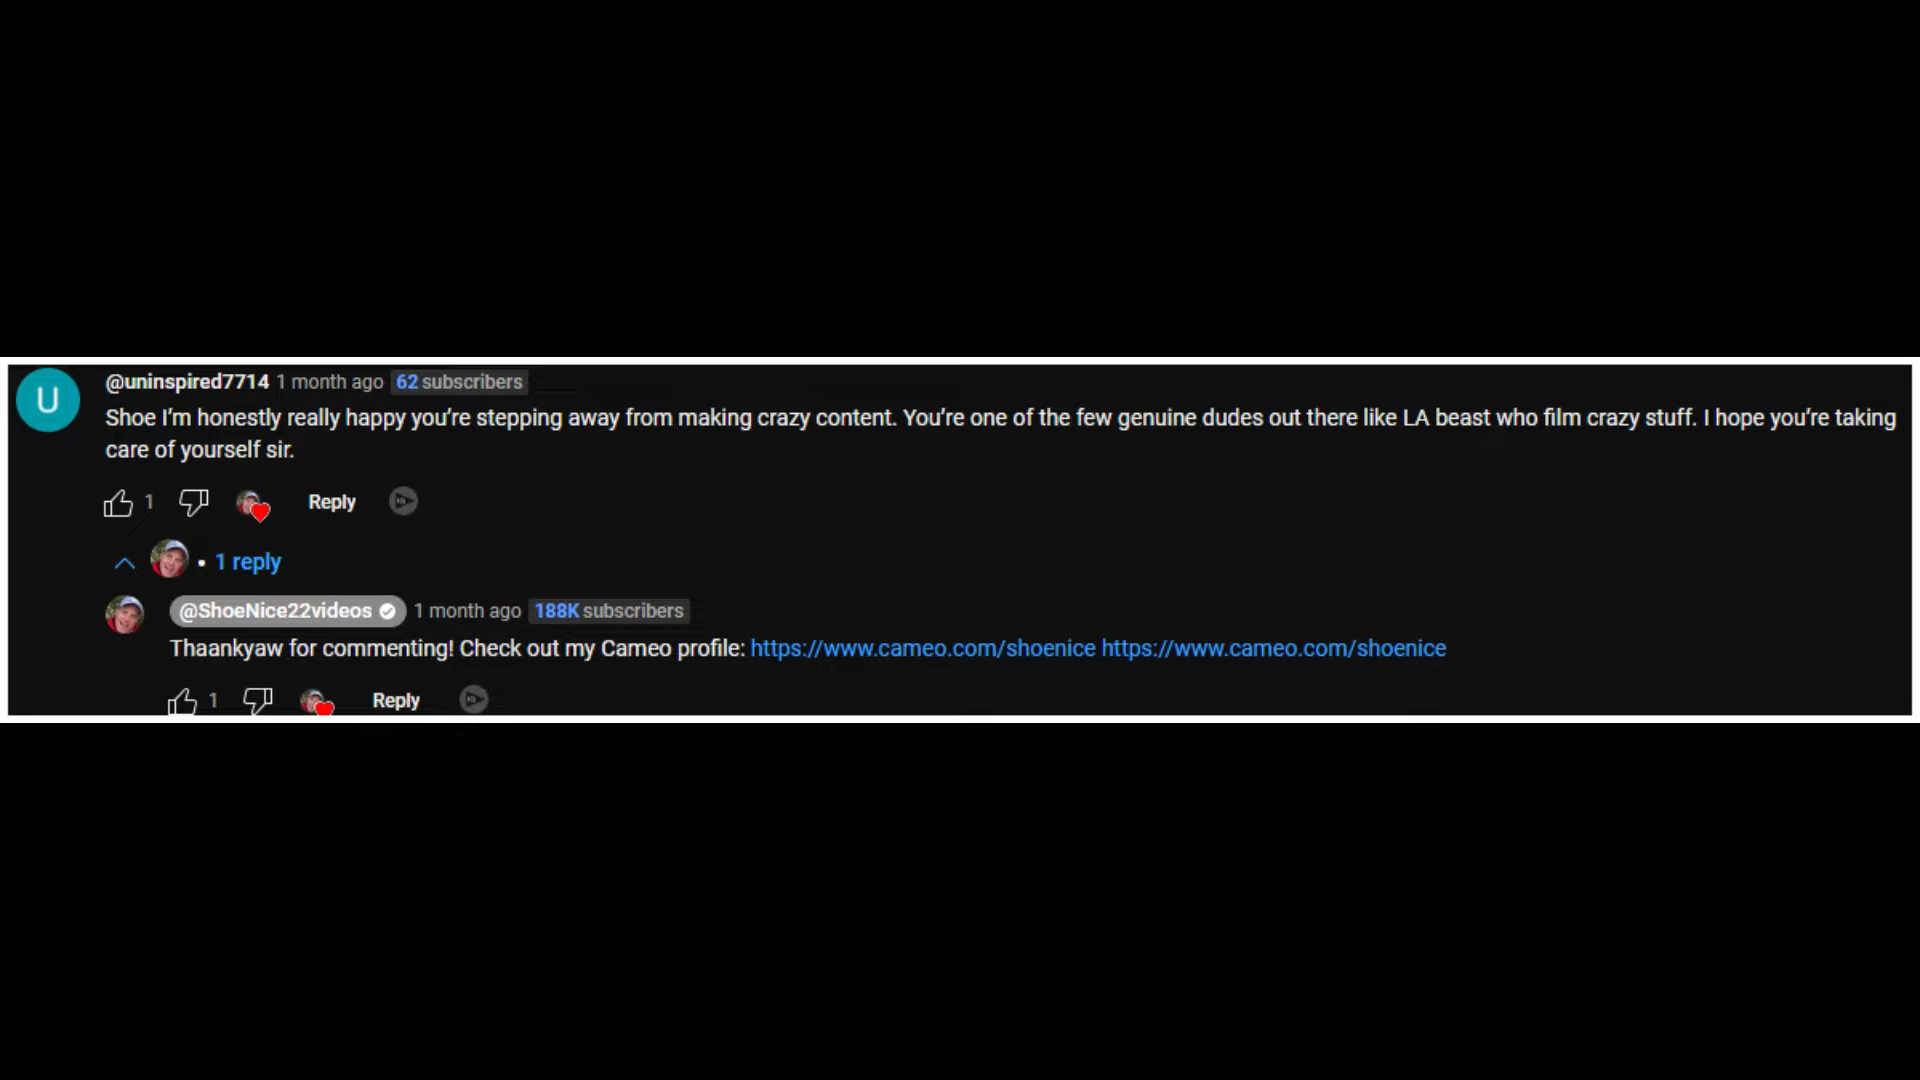 U
@uninspired7714 1 month ago 62 subscribers
Shoe I’m honestly really happy you’re stepping away from making crazy content. You’re one of the few genuine dudes out there like LA beast who film crazy stuff. I hope you’re taking
care of yourself sir.
1 Reply
• 1 reply
@ShoeNice22videos 1 month ago 188K subscribers
Thaankyaw for commenting! Check out my Cameo profile: https://www.cameo.com/shoenice https://www.cameo.com/shoenice
1 Reply